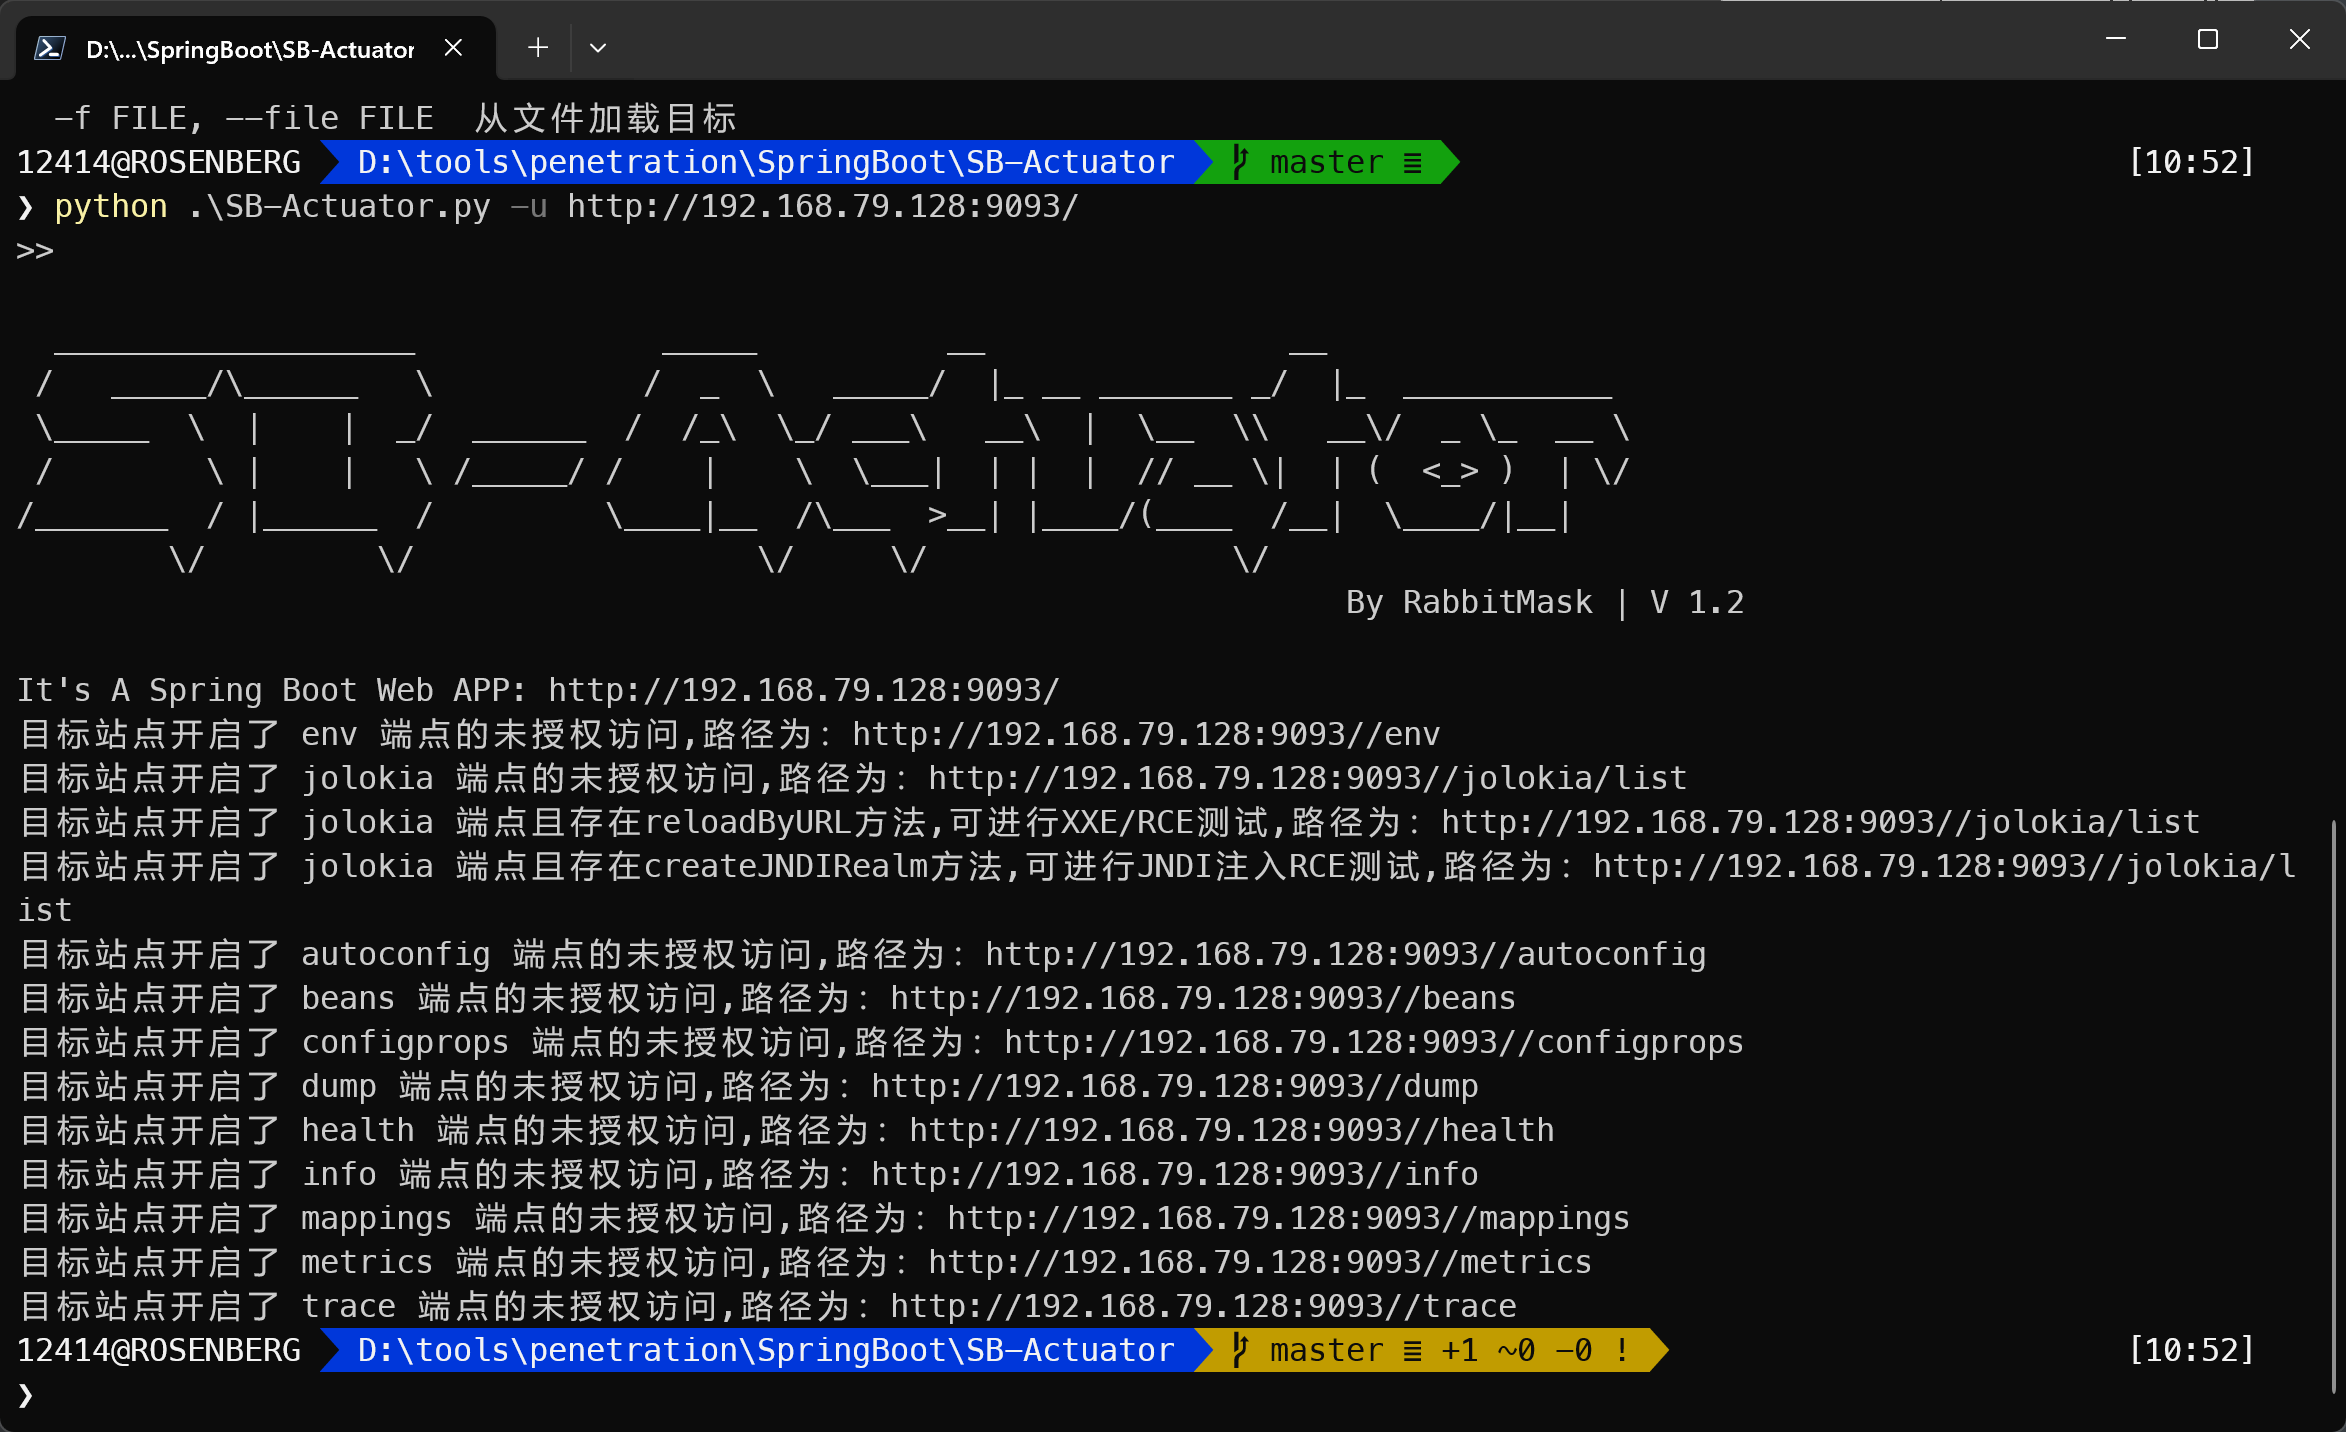 D:\...\SpringBoot\SB-Actuator
  -f FILE, --file FILE  从文件加载目标
12414@ROSENBERG D:\tools\penetration\SpringBoot\SB-Actuator master ≣ [10:52]
❯ python .\SB-Actuator.py -u http://192.168.79.128:9093/
>>
By RabbitMask | V 1.2
It's A Spring Boot Web APP: http://192.168.79.128:9093/
目标站点开启了 env 端点的未授权访问,路径为：http://192.168.79.128:9093//env
目标站点开启了 jolokia 端点的未授权访问,路径为：http://192.168.79.128:9093//jolokia/list
目标站点开启了 jolokia 端点且存在reloadByURL方法,可进行XXE/RCE测试,路径为：http://192.168.79.128:9093//jolokia/list
目标站点开启了 jolokia 端点且存在createJNDIRealm方法,可进行JNDI注入RCE测试,路径为：http://192.168.79.128:9093//jolokia/l
ist
目标站点开启了 autoconfig 端点的未授权访问,路径为：http://192.168.79.128:9093//autoconfig
目标站点开启了 beans 端点的未授权访问,路径为：http://192.168.79.128:9093//beans
目标站点开启了 configprops 端点的未授权访问,路径为：http://192.168.79.128:9093//configprops
目标站点开启了 dump 端点的未授权访问,路径为：http://192.168.79.128:9093//dump
目标站点开启了 health 端点的未授权访问,路径为：http://192.168.79.128:9093//health
目标站点开启了 info 端点的未授权访问,路径为：http://192.168.79.128:9093//info
目标站点开启了 mappings 端点的未授权访问,路径为：http://192.168.79.128:9093//mappings
目标站点开启了 metrics 端点的未授权访问,路径为：http://192.168.79.128:9093//metrics
目标站点开启了 trace 端点的未授权访问,路径为：http://192.168.79.128:9093//trace
12414@ROSENBERG D:\tools\penetration\SpringBoot\SB-Actuator master ≣ +1 ~0 -0 ! [10:52]
❯